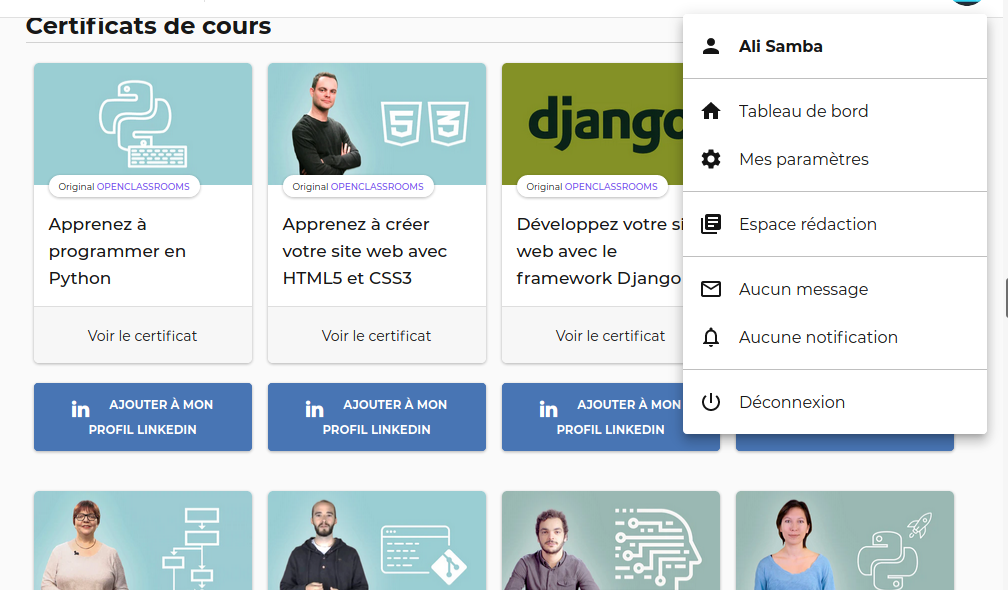 Certificats de cours
Original OPENCLASSROOMS
Apprenez à
programmer en
Python
Voir le certificat
AJOUTER À MON
PROFIL LINKEDIN
5 3
Original OPENCLASSROOMS
Apprenez à créer
votre site web avec
HTML5 et CSS3
Voir le certificat
in AJOUTER À MON
PROFIL LINKEDIN
django
Original OPENCLASSROOMS
Développez votre si
web avec le
framework Django
Voir le certificat
in AJOUTER À MON
PROFIL LINKEDIN
Ali Samba
Tableau de bord
Mes paramètres
Espace rédaction
Aucun message
Aucune notification
Déconnexion